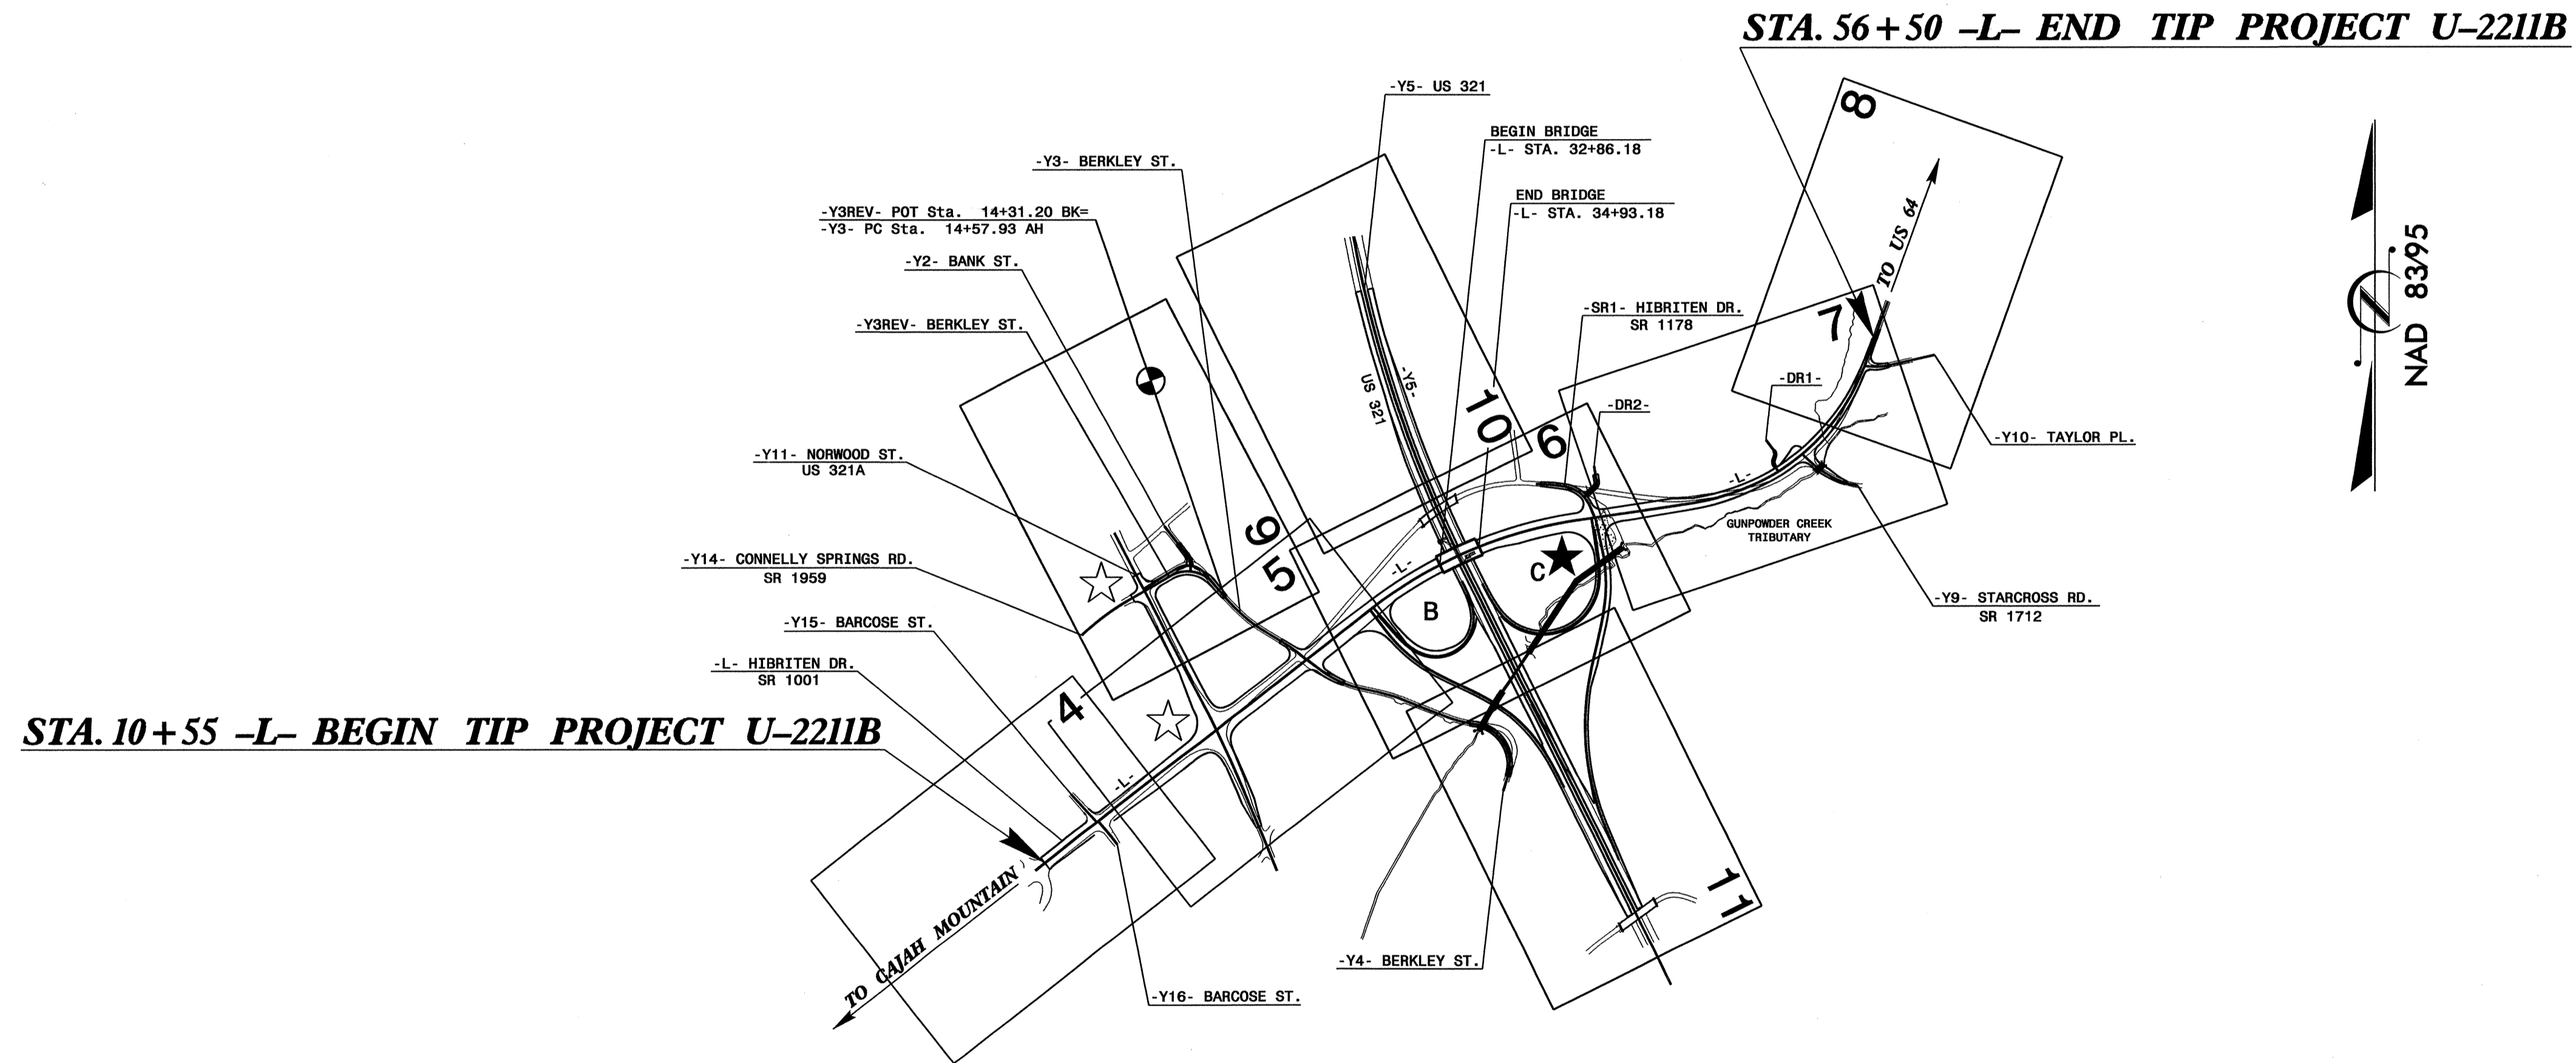 STA. 56+50 –L– END TIP PROJECT U–2211B
-Y5- US 321
BEGIN BRIDGE
-L- STA. 32+86.18
-Y3- BERKLEY ST.
END BRIDGE
-L- STA. 34+93.18
-Y3REV- POT Sta. 14+31.20 BK=
-Y3- PC Sta. 14+57.93 AH
-Y2- BANK ST.
-Y3REV- BERKLEY ST.
-SR1- HIBRITEN DR.
SR 1178
8
TO US 64
7
NAD 83/95
-Y5-
US 321
10
6
-DR1-
-DR2-
-Y10- TAYLOR PL.
-Y11- NORWOOD ST.
US 321A
-L-
9
5
GUNPOWDER CREEK
TRIBUTARY
-Y14- CONNELLY SPRINGS RD.
SR 1959
-L-
C
B
-Y9- STARCROSS RD.
SR 1712
-Y15- BARCOSE ST.
-L- HIBRITEN DR.
SR 1001
4
STA. 10+55 –L– BEGIN TIP PROJECT U–2211B
-L-
11
TO CAJAH MOUNTAIN
-Y4- BERKLEY ST.
-Y16- BARCOSE ST.